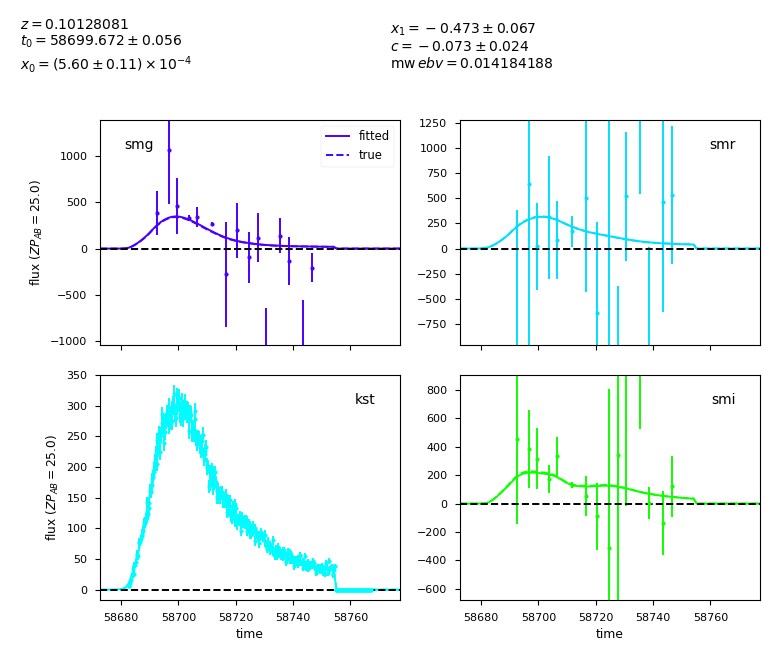 z = 0.10128081
t₀ = 58699.672 ± 0.056
x₀ = (5.60 ± 0.11) × 10⁻⁴
x₁ = −0.473 ± 0.067
c = −0.073 ± 0.024
mw ebv = 0.014184188
smg
fitted
true
1000
500
0
−500
−1000
flux (ZP_AB = 25.0)
smr
1250
1000
750
500
250
0
−250
−500
−750
kst
350
300
250
200
150
100
50
0
flux (ZP_AB = 25.0)
58680 58700 58720 58740 58760
time
smi
800
600
400
200
0
−200
−400
−600
58680 58700 58720 58740 58760
time